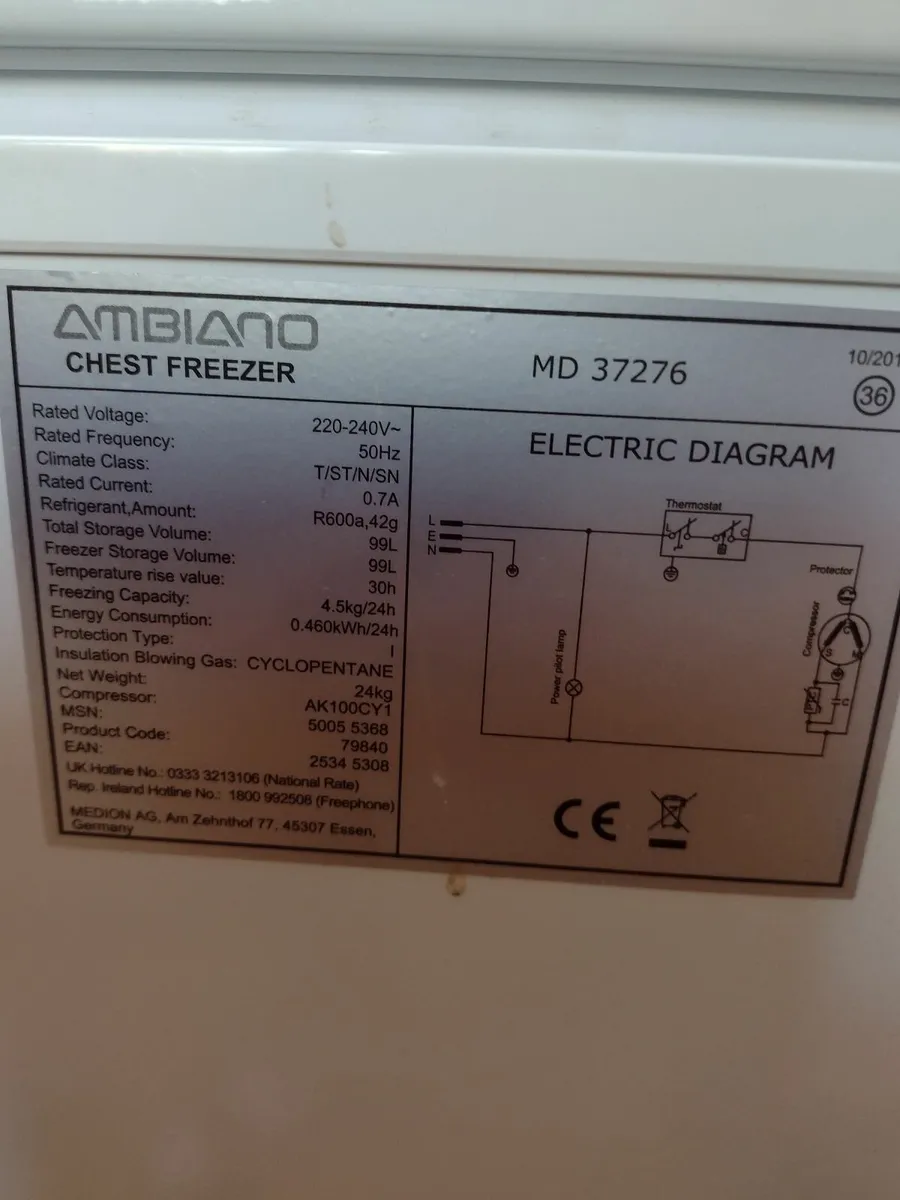 AMBIANO
CHEST FREEZER
MD 37276
10/201
36
Rated Voltage: 220-240V~
Rated Frequency: 50Hz
Climate Class: T/ST/N/SN
Rated Current: 0.7A
Refrigerant,Amount: R600a,42g
Total Storage Volume: 99L
Freezer Storage Volume: 99L
Temperature rise value: 30h
Freezing Capacity: 4.5kg/24h
Energy Consumption: 0.460kWh/24h
Protection Type: I
Insulation Blowing Gas: CYCLOPENTANE
Net Weight: 24kg
Compressor: AK100CY1
MSN: 5005 5368
Product Code: 79840
EAN: 2534 5308
UK Hotline No.: 0333 3213106 (National Rate)
Rep. Ireland Hotline No.: 1800 992508 (Freephone)
MEDION AG, Am Zehnthof 77, 45307 Essen,
Germany
ELECTRIC DIAGRAM
Thermostat
L
E
N
L
C
Protector
Compressor
C
S
M
Power pilot lamp
PTC
C
CE